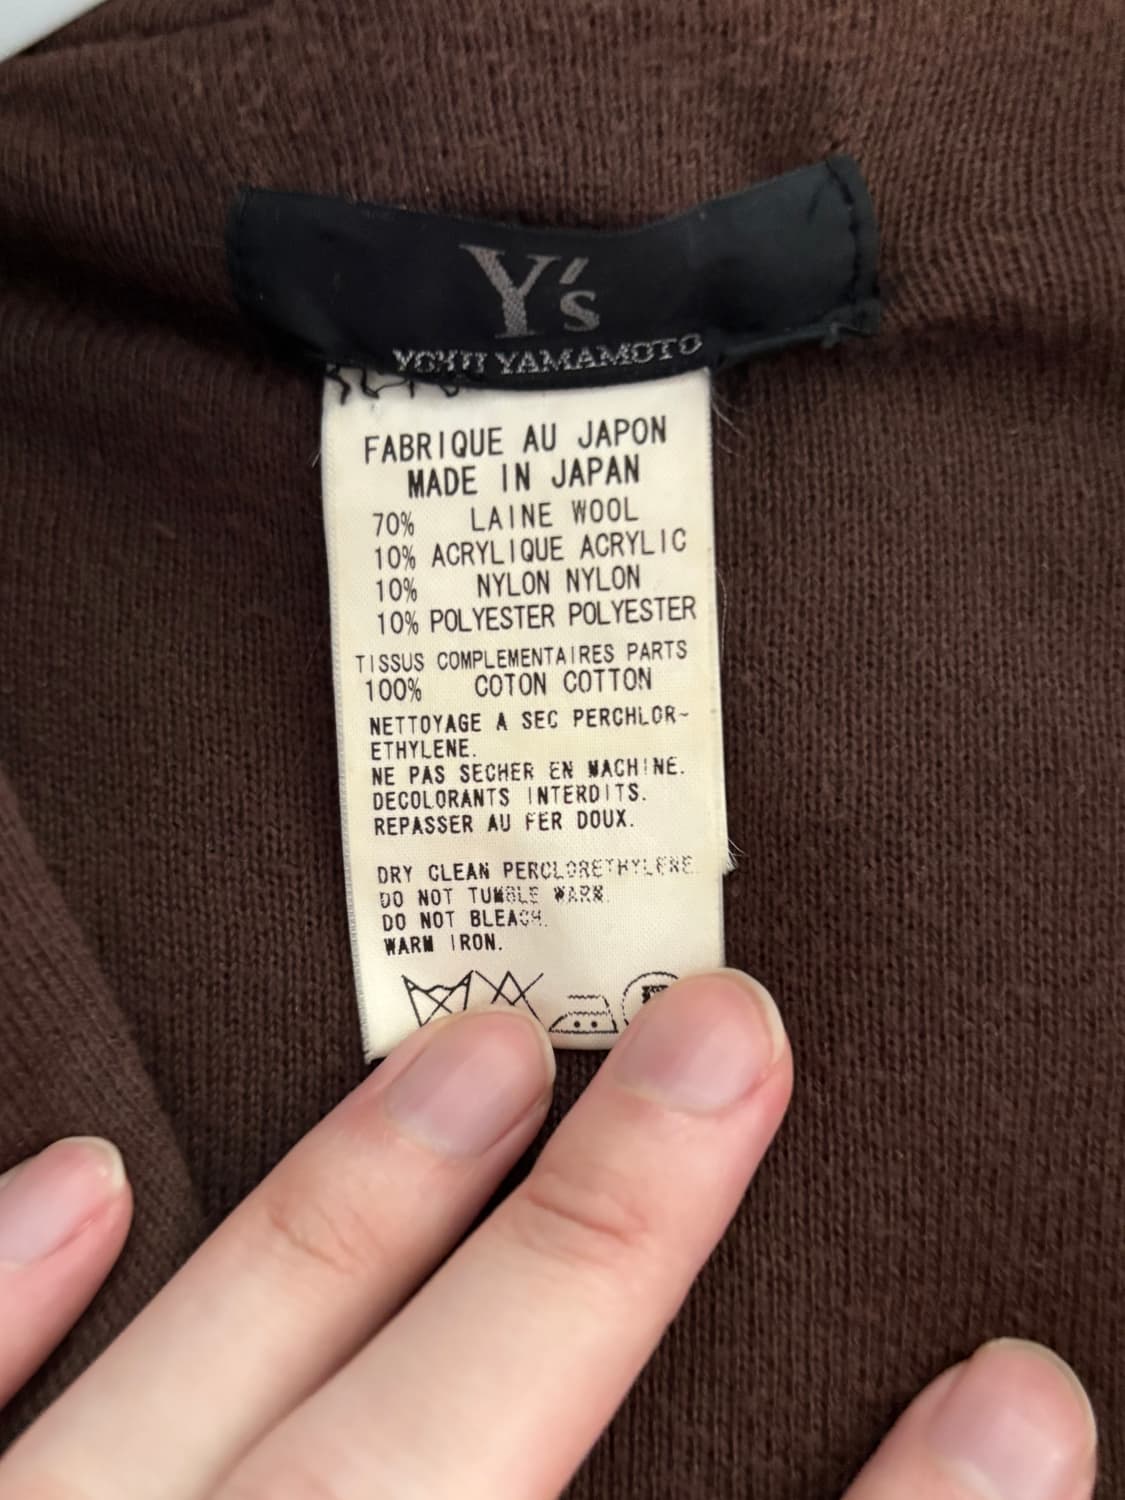 Y's
YOHJI YAMAMOTO
FABRIQUE AU JAPON
MADE IN JAPAN
70% LAINE WOOL
10% ACRYLIQUE ACRYLIC
10% NYLON NYLON
10% POLYESTER POLYESTER
TISSUS COMPLEMENTAIRES PARTS
100% COTON COTTON
NETTOYAGE A SEC PERCHLOR-
ETHYLENE.
NE PAS SECHER EN MACHINE.
DECOLORANTS INTERDITS.
REPASSER AU FER DOUX.
DRY CLEAN PERCLORETHYLENE
DO NOT TUMBLE WARM.
DO NOT BLEACH.
WARM IRON.